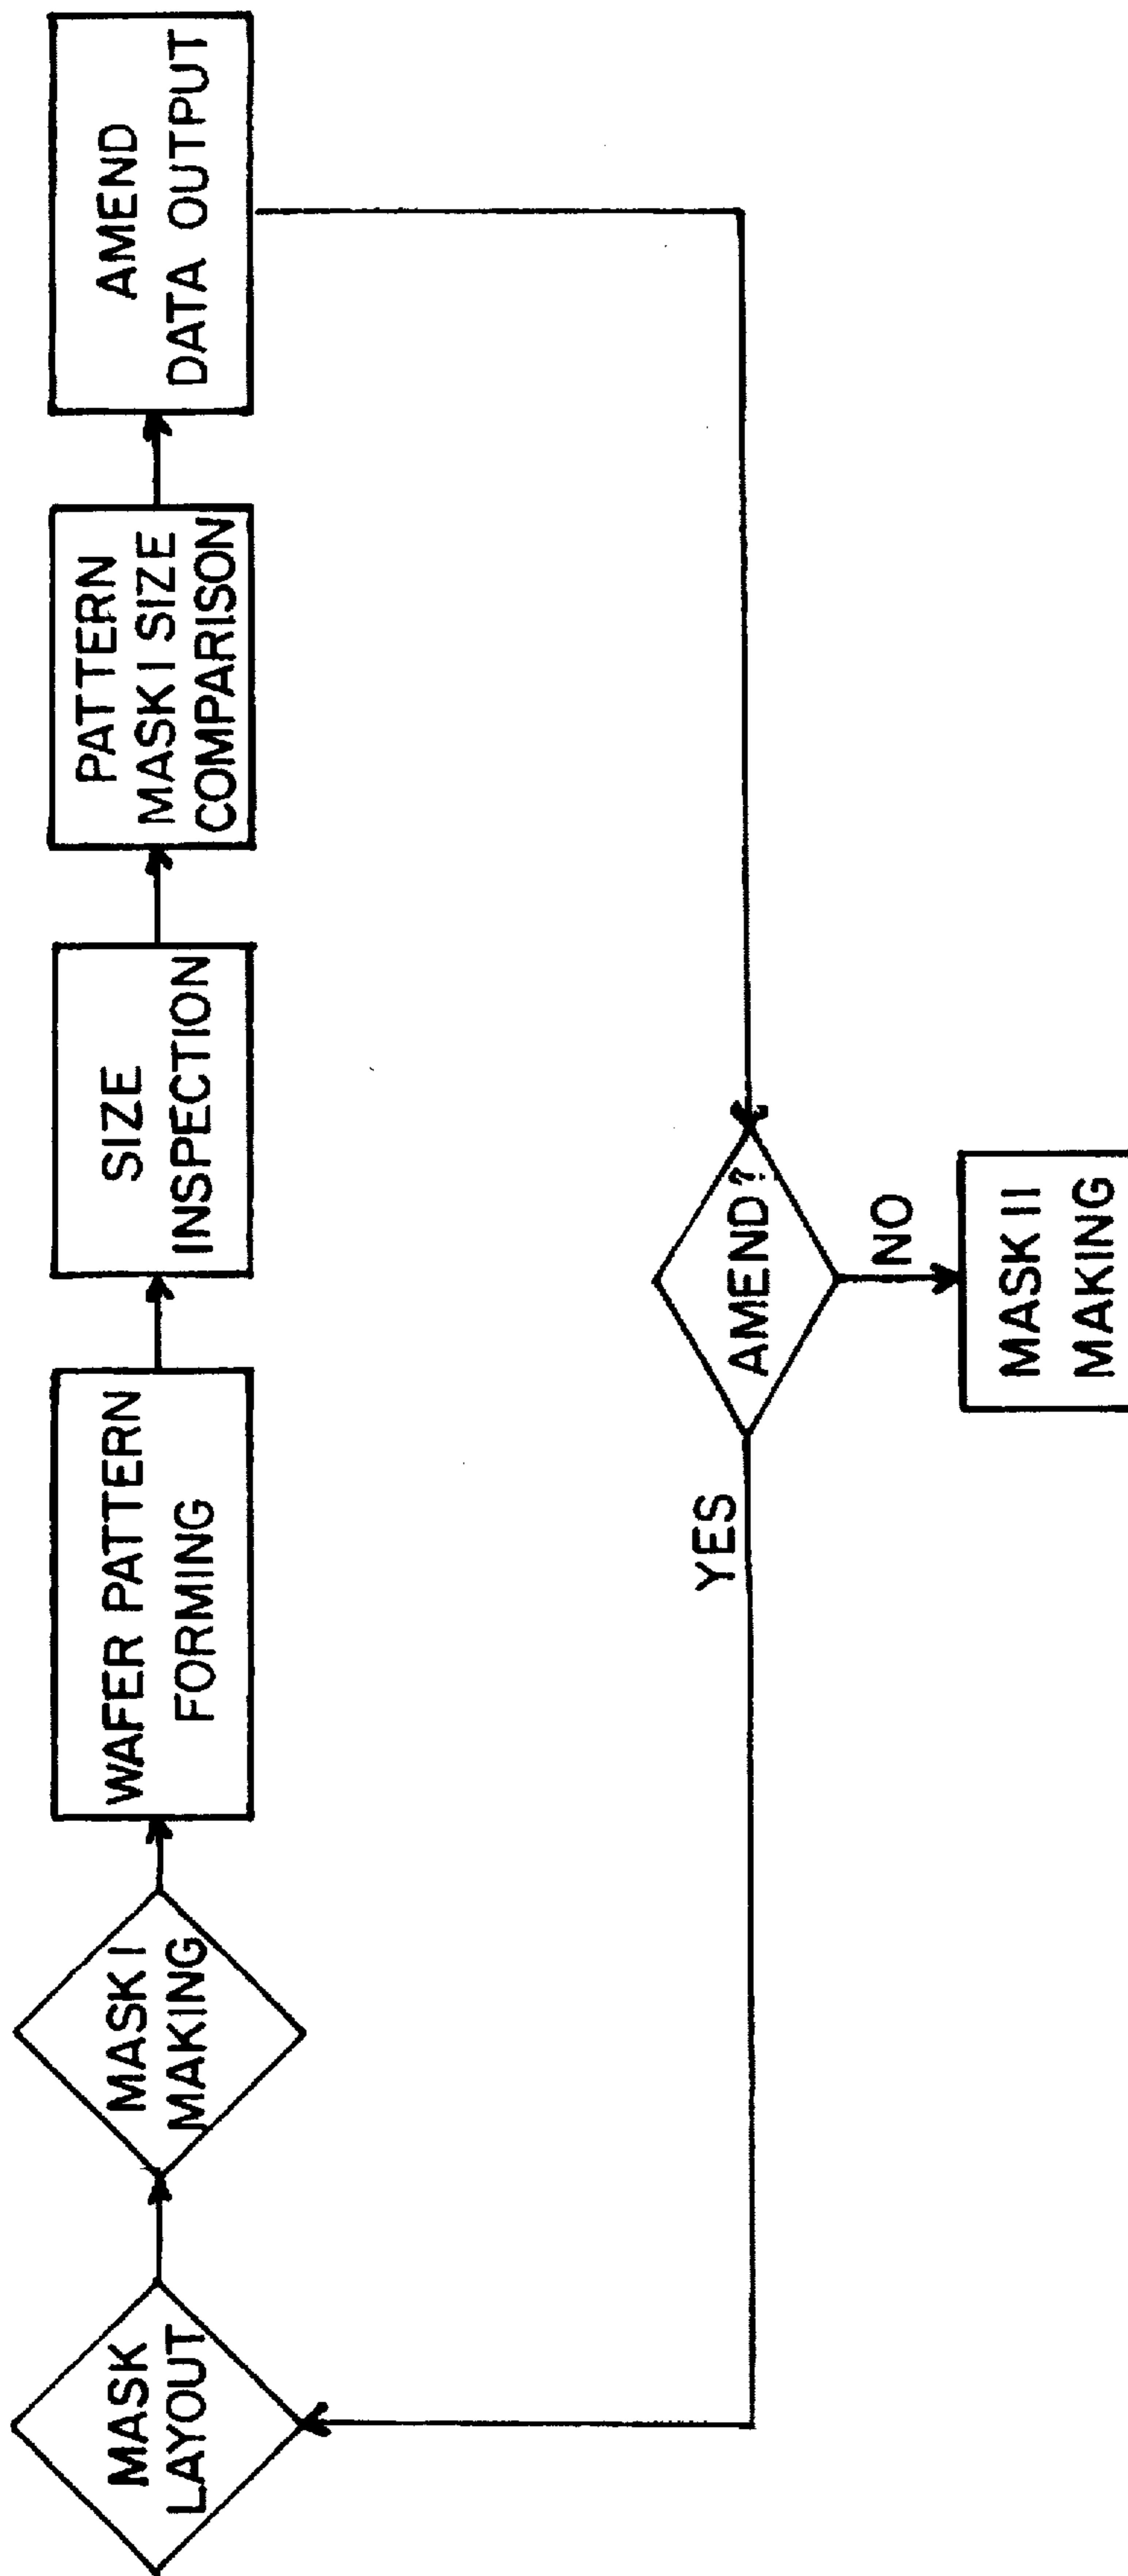 MASK
LAYOUT
MASK I
MAKING
WAFER PATTERN
FORMING
SIZE
INSPECTION
PATTERN
MASK I SIZE
COMPARISON
AMEND
DATA OUTPUT
AMEND?
YES
NO
MASK II
MAKING